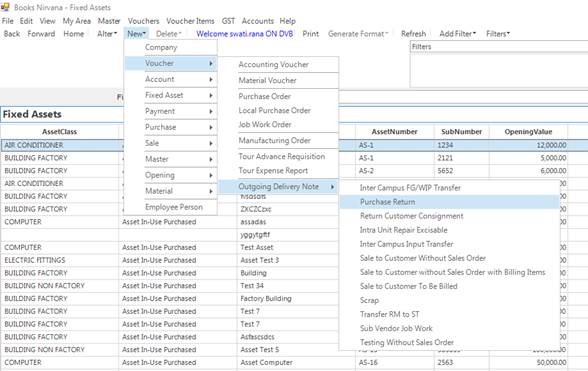 Books Nirvana - Fixed Assets
File Edit View My Area Master Vouchers Voucher Items GST Accounts Help
Back Forward Home Alter New Delete Welcome swati.rana ON DVB Print Generate Format Refresh Add Filter Filters
Filters
Company
Voucher
Account
Fixed Asset
Payment
Purchase
Sale
Master
Opening
Material
Employee Person
Accounting Voucher
Material Voucher
Purchase Order
Local Purchase Order
Job Work Order
Manufacturing Order
Tour Advance Requisition
Tour Expense Report
Outgoing Delivery Note
Inter Campus FG/WIP Transfer
Purchase Return
Return Customer Consignment
Intra Unit Repair Excisable
Inter Campus Input Transfer
Sale to Customer Without Sales Order
Sale to Customer without Sales Order with Billing Items
Sale to Customer To Be Billed
Scrap
Transfer RM to ST
Sub Vendor Job Work
Testing Without Sales Order
Fixed Assets
AssetClass AssetNumber SubNumber OpeningValue
AIR CONDITIONER AS-1 1234 12,000.00
BUILDING FACTORY AS-1 2121 5,000.00
BUILDING FACTORY AS-2 5652 6,000.00
BUILDING FACTORY
BUILDING FACTORY
BUILDING FACTORY ZXCZCzxc
COMPUTER Asset In-Use Purchased assadas
yggytgftf
COMPUTER Asset In-Use Purchased Test Asset
ELECTRIC FITTINGS Asset In-Use Purchased Asset Test 3
BUILDING FACTORY Asset In-Use Purchased Building
BUILDING NON FACTORY Asset In-Use Purchased Test 34
BUILDING FACTORY Asset In-Use Purchased Factory Building
BUILDING FACTORY Asset In-Use Purchased Test 7
BUILDING FACTORY Asset In-Use Purchased Test 7
BUILDING FACTORY Asset In-Use Purchased Asfascsdcs
BUILDING NON FACTORY Asset In-Use Purchased Asset Test 5
COMPUTER Asset In-Use Purchased Asset Computer AS-16 2563 50,000.00